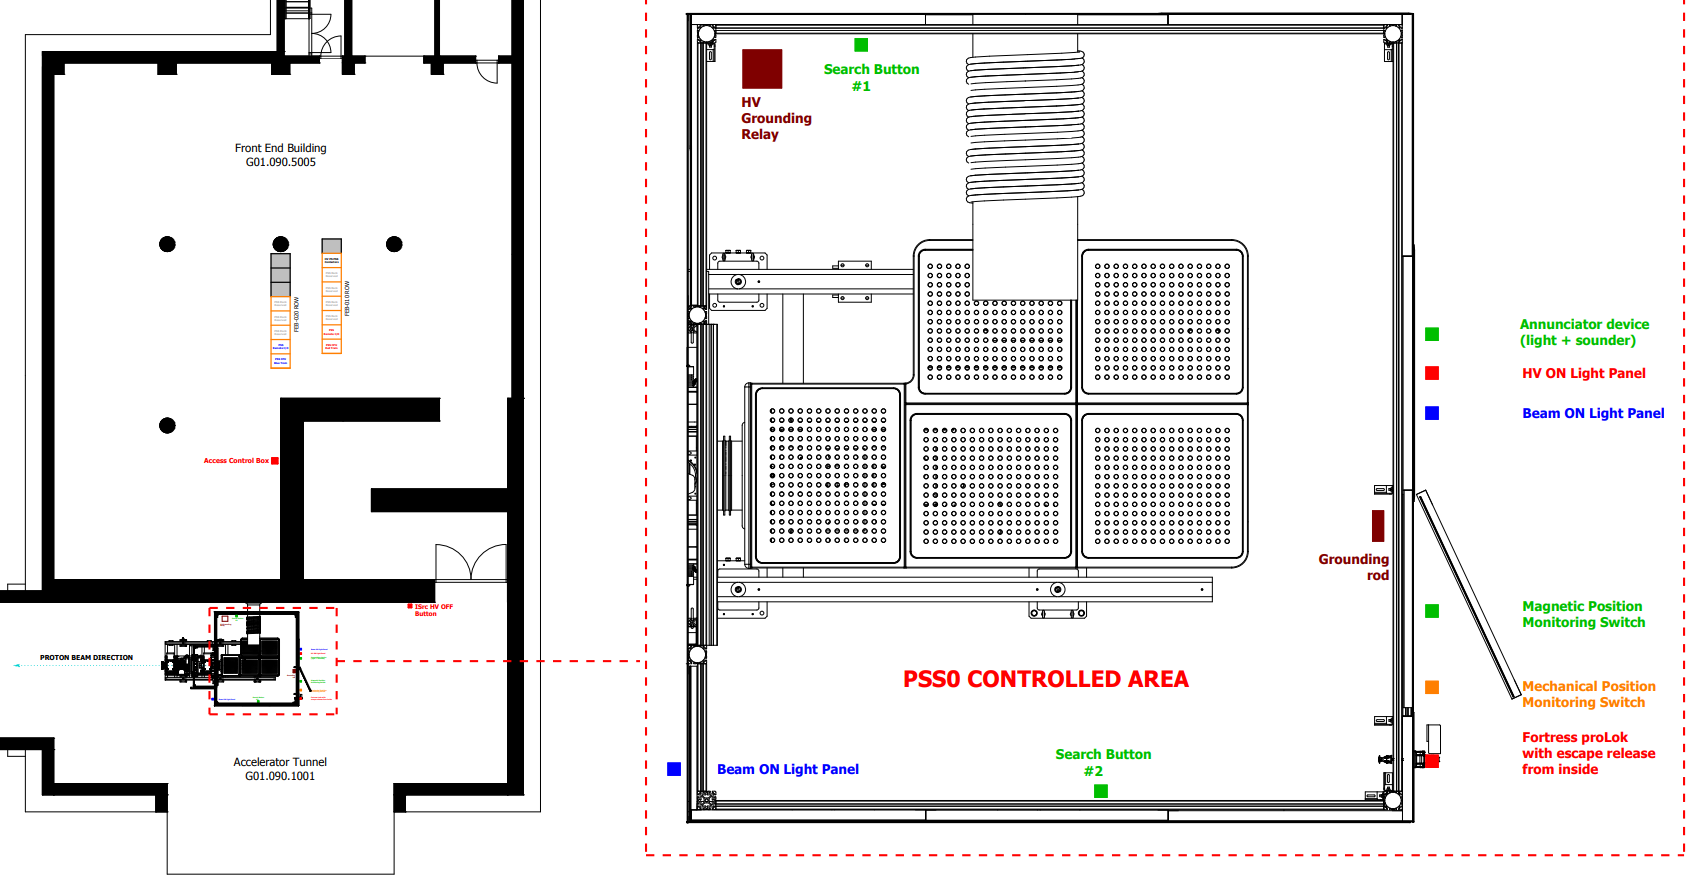 Front End Building
G01.090.5005
FEB-020 ROW
FEB-010 ROW
Access Control Box
ISrc HV OFF
Button
PROTON BEAM DIRECTION
Accelerator Tunnel
G01.090.1001
Search Button
#1
HV
Grounding
Relay
Annunciator device
(light + sounder)
HV ON Light Panel
Beam ON Light Panel
Grounding
rod
Magnetic Position
Monitoring Switch
PSS0 CONTROLLED AREA
Mechanical Position
Monitoring Switch
Fortress proLok
with escape release
from inside
Search Button
#2
Beam ON Light Panel